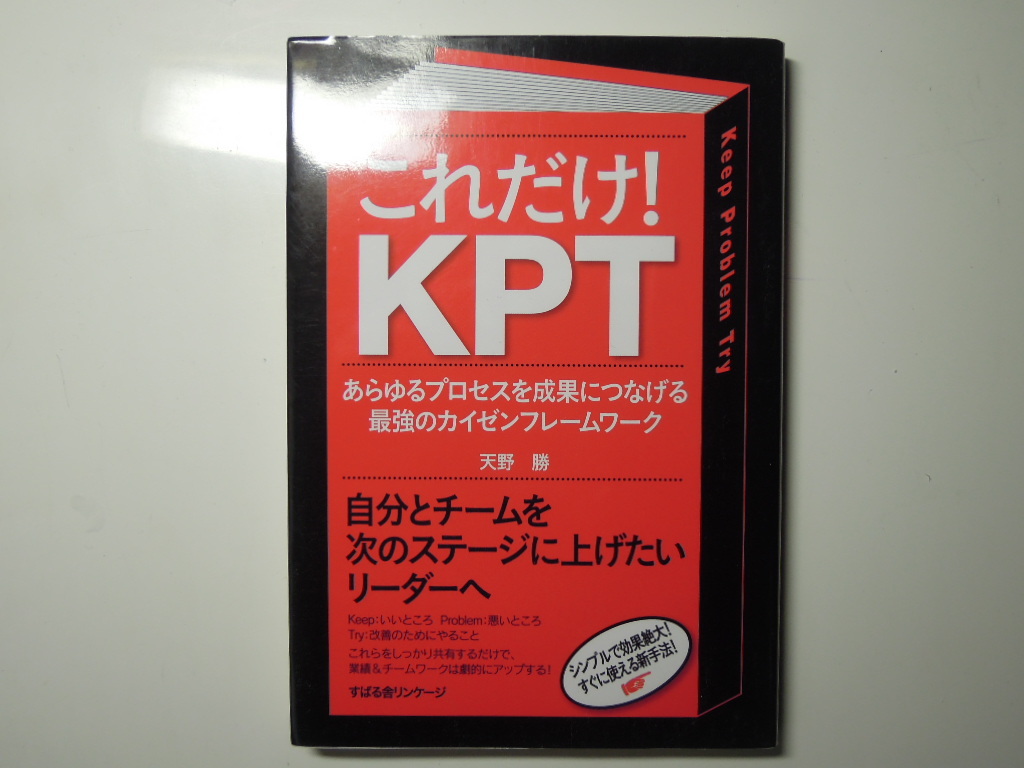 これだけ!
KPT
Keep Problem Try
あらゆるプロセスを成果につなげる
最強のカイゼンフレームワーク
天野 勝
自分とチームを
次のステージに上げたい
リーダーへ
Keep:いいところ Problem:悪いところ
Try:改善のためにやること
これらをしっかり共有するだけで、
業績&チームワークは劇的にアップする!
シンプルで効果絶大!
すぐに使える新手法!
すばる舎リンケージ